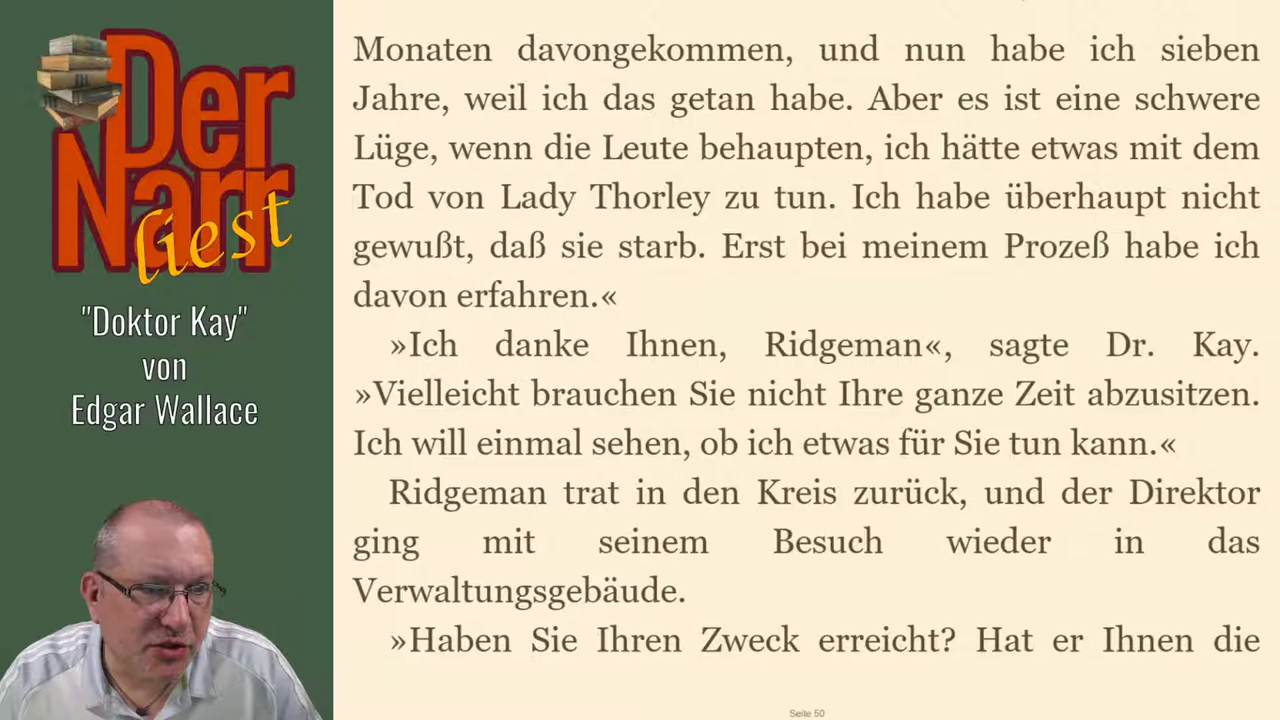 Der
Narr
liest
"Doktor Kay"
von
Edgar Wallace
Monaten davongekommen, und nun habe ich sieben
Jahre, weil ich das getan habe. Aber es ist eine schwere
Lüge, wenn die Leute behaupten, ich hätte etwas mit dem
Tod von Lady Thorley zu tun. Ich habe überhaupt nicht
gewußt, daß sie starb. Erst bei meinem Prozeß habe ich
davon erfahren.«
»Ich danke Ihnen, Ridgeman«, sagte Dr. Kay.
»Vielleicht brauchen Sie nicht Ihre ganze Zeit abzusitzen.
Ich will einmal sehen, ob ich etwas für Sie tun kann.«
Ridgeman trat in den Kreis zurück, und der Direktor
ging mit seinem Besuch wieder in das
Verwaltungsgebäude.
»Haben Sie Ihren Zweck erreicht? Hat er Ihnen die
Seite 50